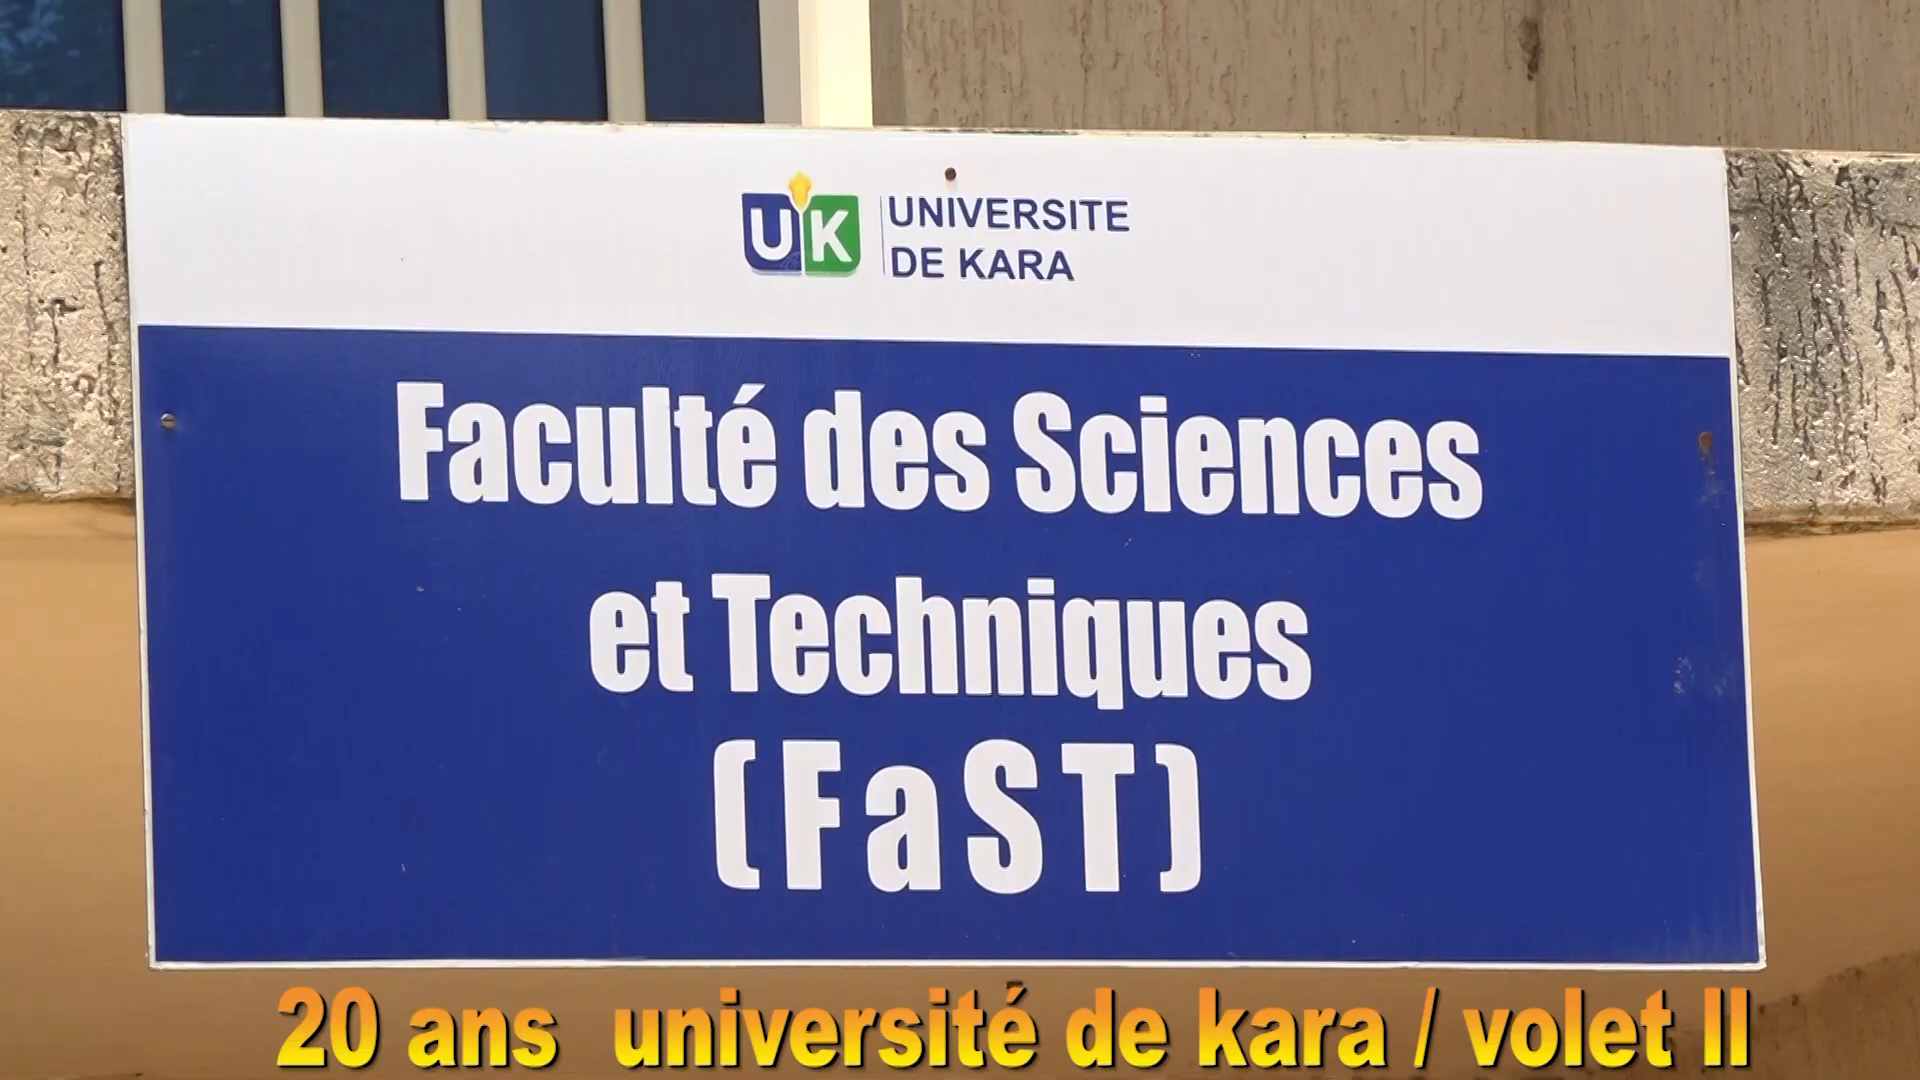 UK
UNIVERSITE
DE KARA
Faculté des Sciences
et Techniques
(FaST)
20 ans université de kara / volet II